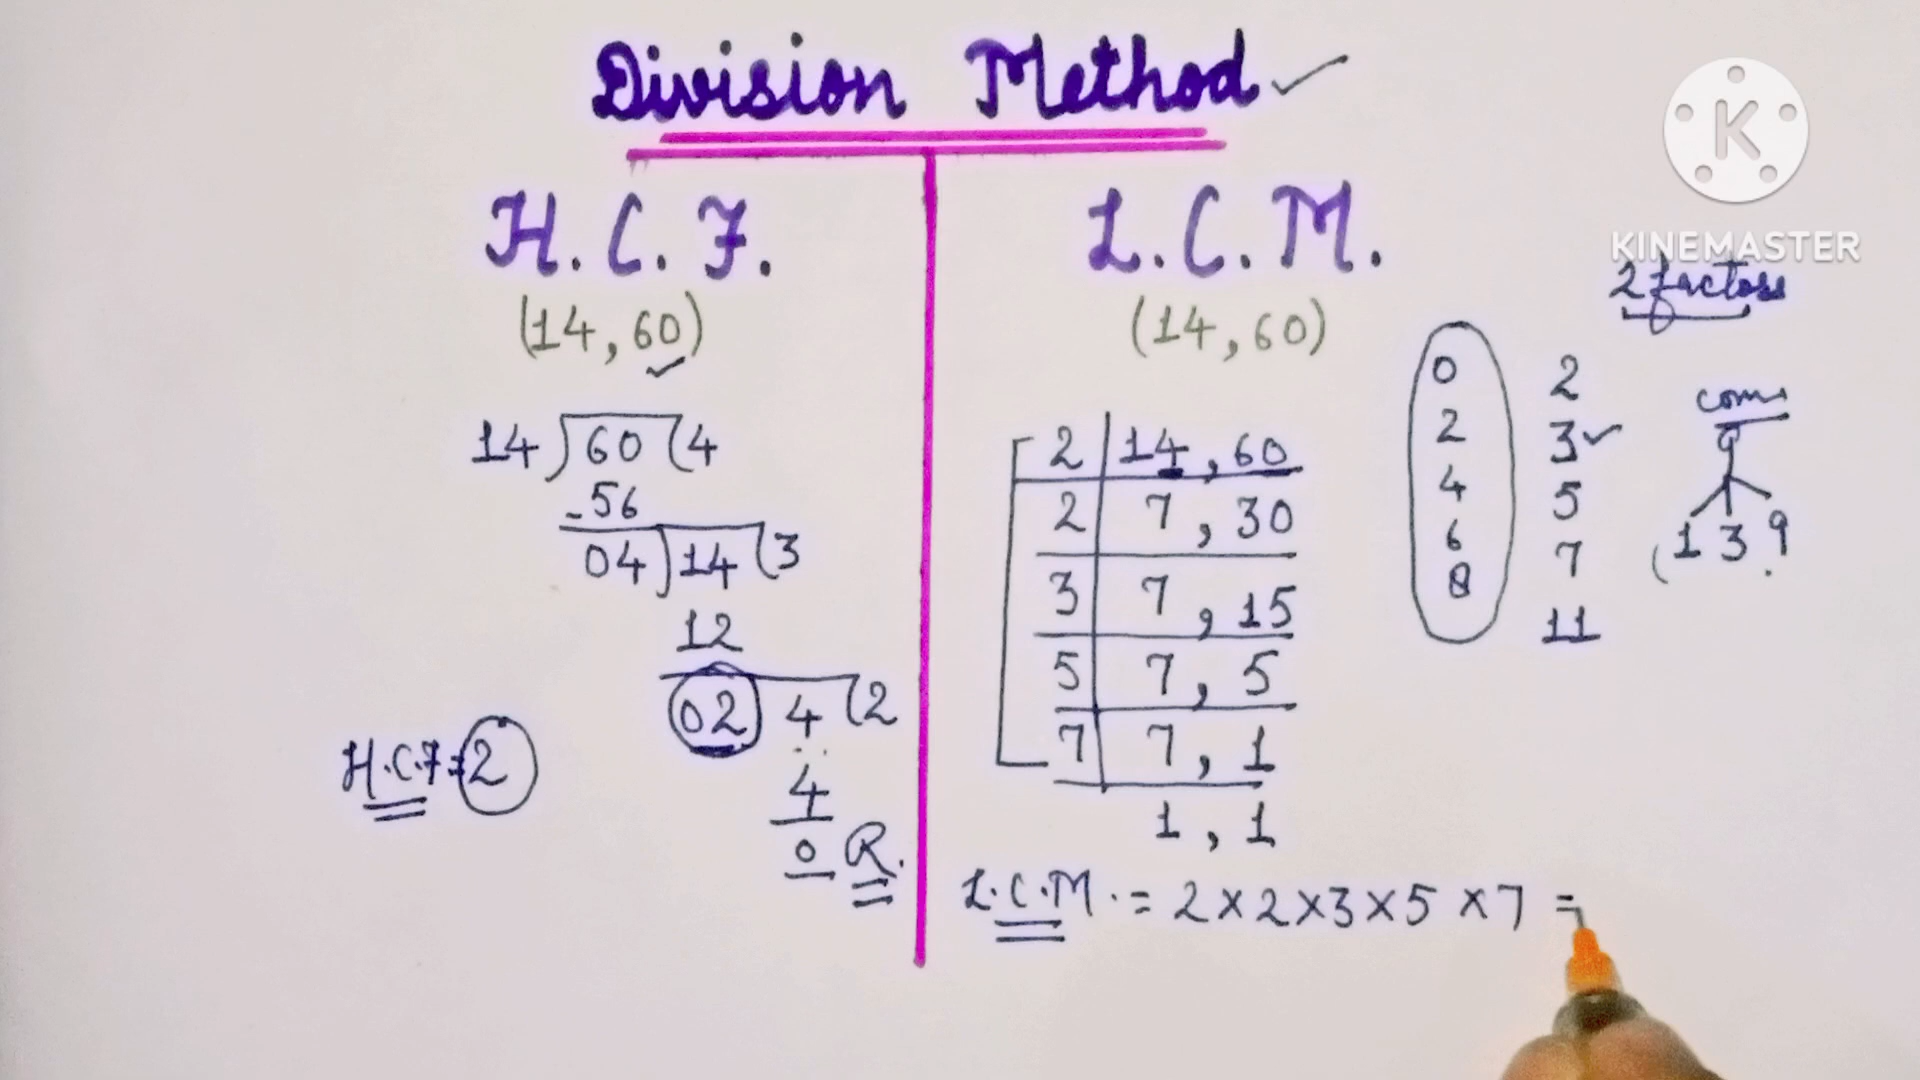 Division Method
K
KINEMASTER
H.C.F.
(14, 60)
14)60(4
-56
04)14(3
12
02 4(2
4
0 R.
H.C.F = 2
L.C.M.
(14, 60)
2 | 14, 60
2 | 7, 30
3 | 7, 15
5 | 7, 5
7 | 7, 1
1, 1
L.C.M. = 2×2×3×5×7 =
0
2
4
6
8
2 factors
2
3
5
7
11
9
1 3 9